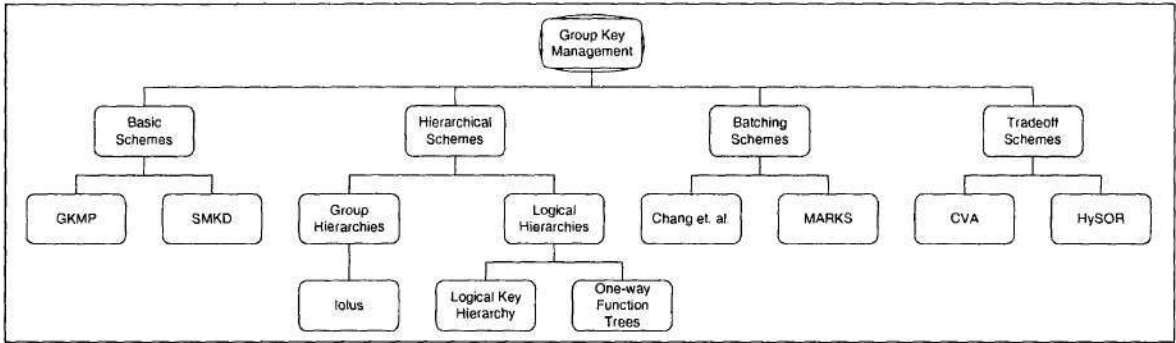 Group Key
Management
Basic
Schemes
Hierarchical
Schemes
Batching
Schemes
Tradeoff
Schemes
GKMP
SMKD
Group
Hierarchies
Logical
Hierarchies
Chang et. al
MARKS
CVA
HySOR
Iolus
Logical Key
Hierarchy
One-way
Function
Trees